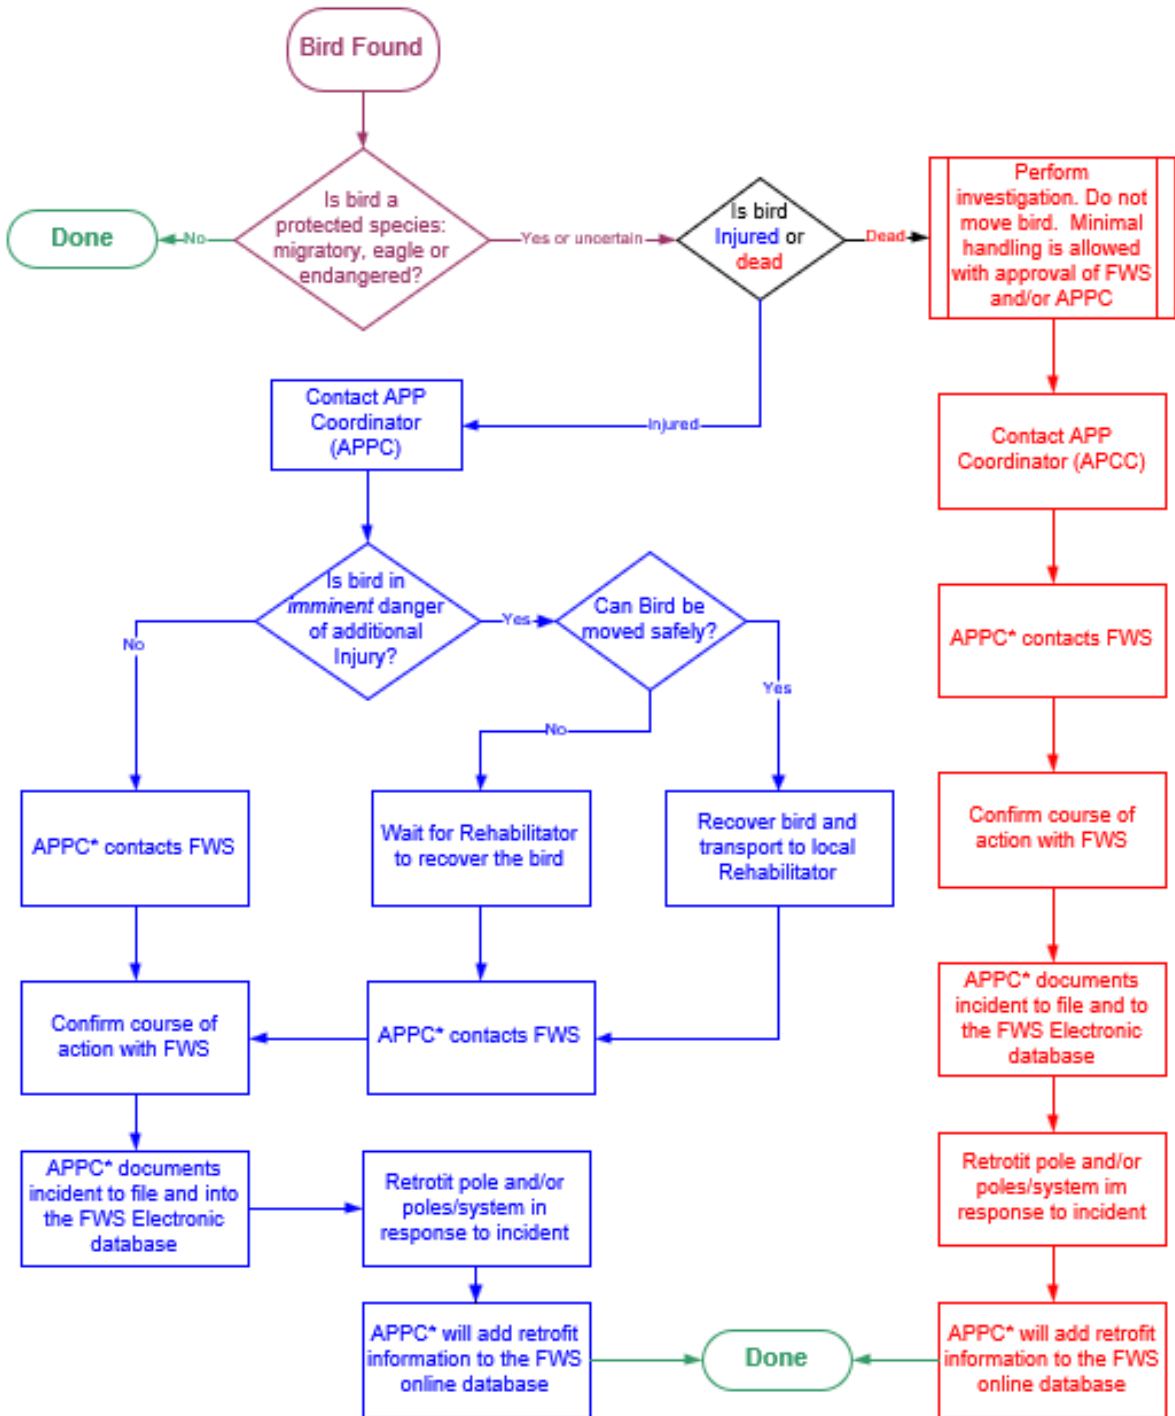 Bird Found
Is bird a
protected species:
migratory, eagle or
endangered?
No
Done
Yes or uncertain
Is bird
Injured or
dead
Dead
Perform
investigation. Do not
move bird. Minimal
handling is allowed
with approval of FWS
and/or APPC
Injured
Contact APP
Coordinator
(APPC)
Is bird in
imminent danger
of additional
Injury?
No
Yes
Can Bird be
moved safely?
No
Yes
APPC* contacts FWS
Wait for Rehabilitator
to recover the bird
Recover bird and
transport to local
Rehabilitator
APPC* contacts FWS
Confirm course of
action with FWS
APPC* documents
incident to file and into
the FWS Electronic
database
Retrotit pole and/or
poles/system in
response to incident
APPC* will add retrofit
information to the FWS
online database
Contact APP
Coordinator (APCC)
APPC* contacts FWS
Confirm course of
action with FWS
APPC* documents
incident to file and to
the FWS Electronic
database
Retrotit pole and/or
poles/system im
response to incident
APPC* will add retrofit
information to the FWS
online database
Done